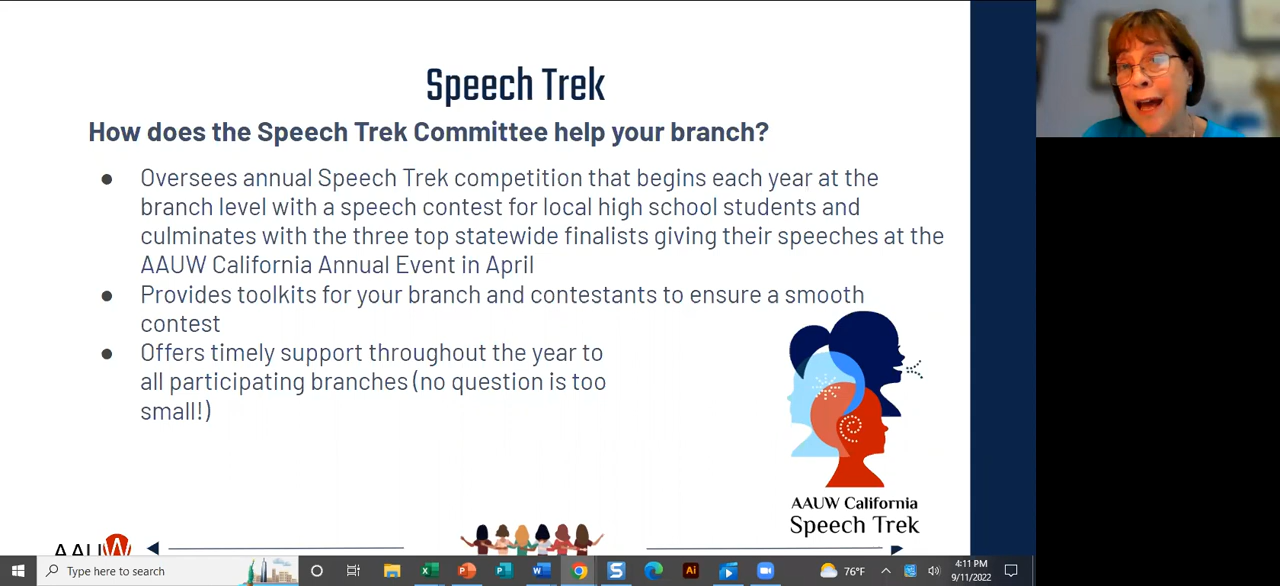 Speech Trek
How does the Speech Trek Committee help your branch?
● Oversees annual Speech Trek competition that begins each year at the
branch level with a speech contest for local high school students and
culminates with the three top statewide finalists giving their speeches at the
AAUW California Annual Event in April
● Provides toolkits for your branch and contestants to ensure a smooth
contest
● Offers timely support throughout the year to
all participating branches (no question is too
small!)
AAUW California
Speech Trek
AAUW
Type here to search
76°F
4:11 PM
9/11/2022